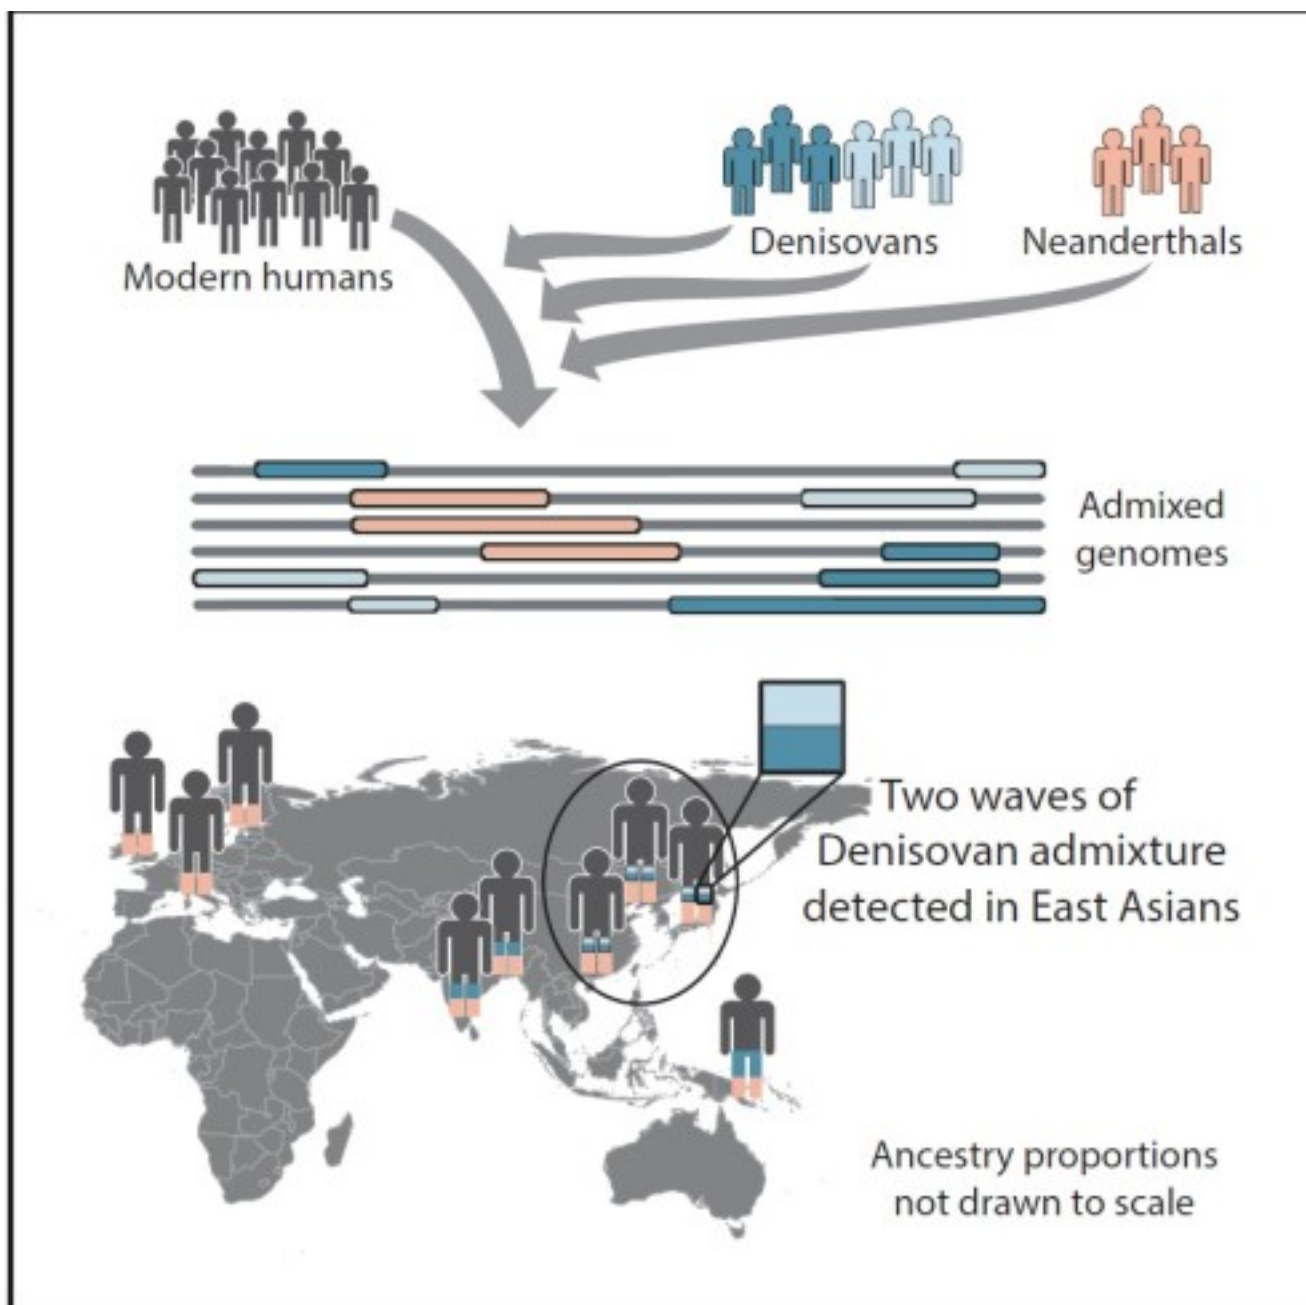 Modern humans
Denisovans
Neanderthals
Admixed
genomes
Two waves of
Denisovan admixture
detected in East Asians
Ancestry proportions
not drawn to scale